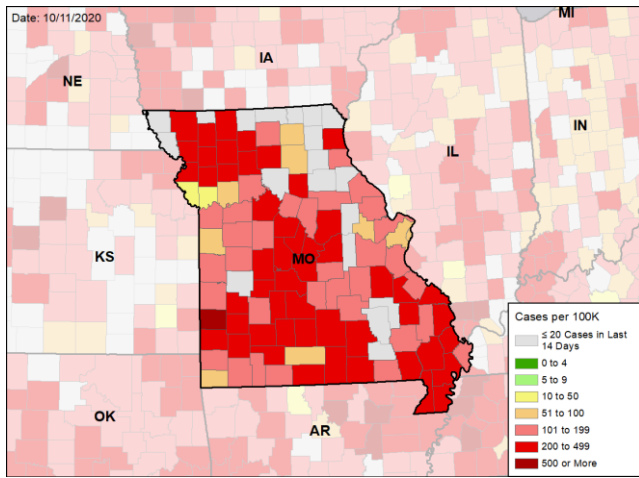 Date: 10/11/2020
MI
NE
IA
IL
IN
KS
MO
OK
AR
Cases per 100K
≤ 20 Cases in Last
14 Days
0 to 4
5 to 9
10 to 50
51 to 100
101 to 199
200 to 499
500 or More